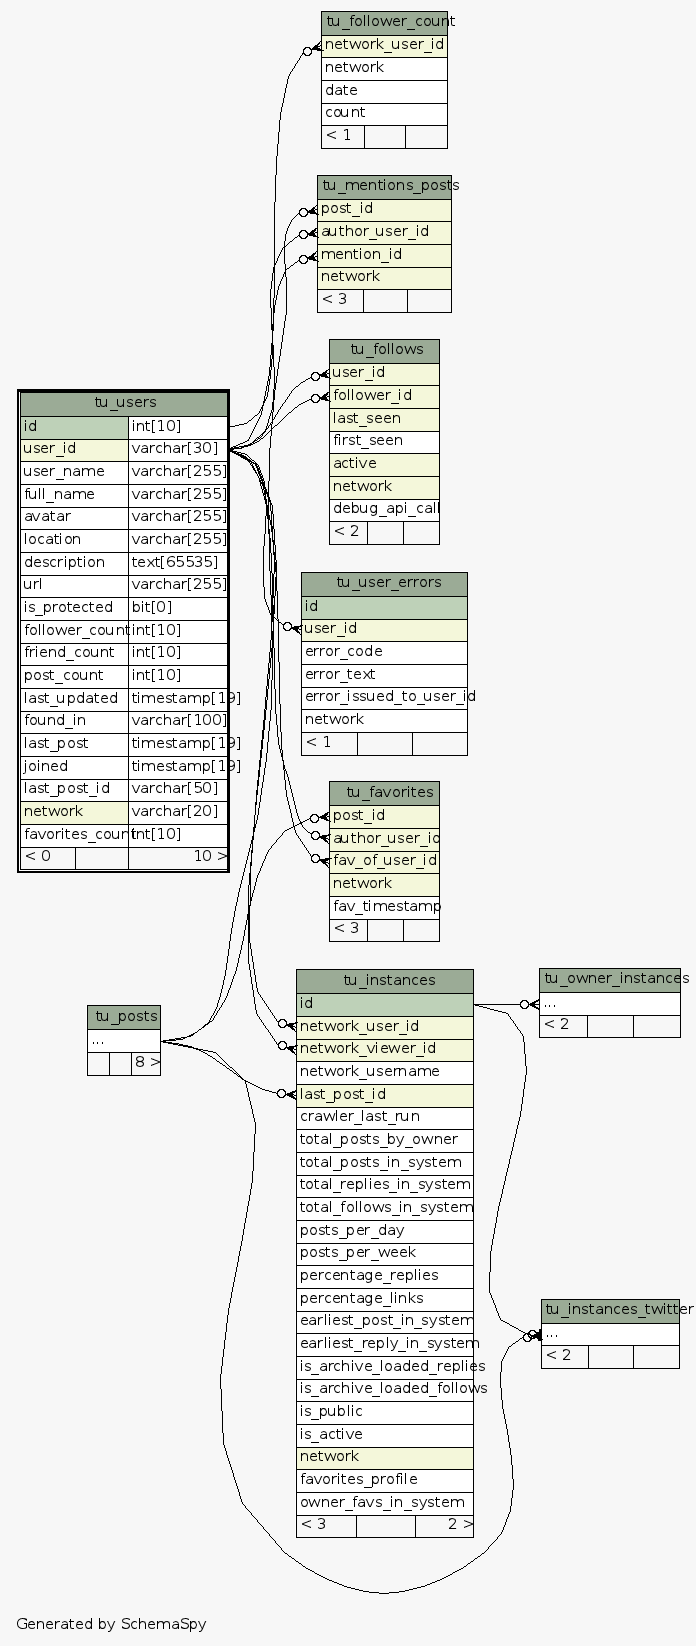 tu_follower_count
network_user_id
network
date
count
< 1
tu_mentions_posts
post_id
author_user_id
mention_id
network
< 3
tu_follows
user_id
follower_id
last_seen
first_seen
active
network
debug_api_call
< 2
tu_users
id int[10]
user_id varchar[30]
user_name varchar[255]
full_name varchar[255]
avatar varchar[255]
location varchar[255]
description text[65535]
url varchar[255]
is_protected bit[0]
follower_count int[10]
friend_count int[10]
post_count int[10]
last_updated timestamp[19]
found_in varchar[100]
last_post timestamp[19]
joined timestamp[19]
last_post_id varchar[50]
network varchar[20]
favorites_count int[10]
< 0 10 >
tu_user_errors
id
user_id
error_code
error_text
error_issued_to_user_id
network
< 1
tu_favorites
post_id
author_user_id
fav_of_user_id
network
fav_timestamp
< 3
tu_posts
...
8 >
tu_instances
id
network_user_id
network_viewer_id
network_username
last_post_id
crawler_last_run
total_posts_by_owner
total_posts_in_system
total_replies_in_system
total_follows_in_system
posts_per_day
posts_per_week
percentage_replies
percentage_links
earliest_post_in_system
earliest_reply_in_system
is_archive_loaded_replies
is_archive_loaded_follows
is_public
is_active
network
favorites_profile
owner_favs_in_system
< 3 2 >
tu_owner_instances
...
< 2
tu_instances_twitter
...
< 2
Generated by SchemaSpy